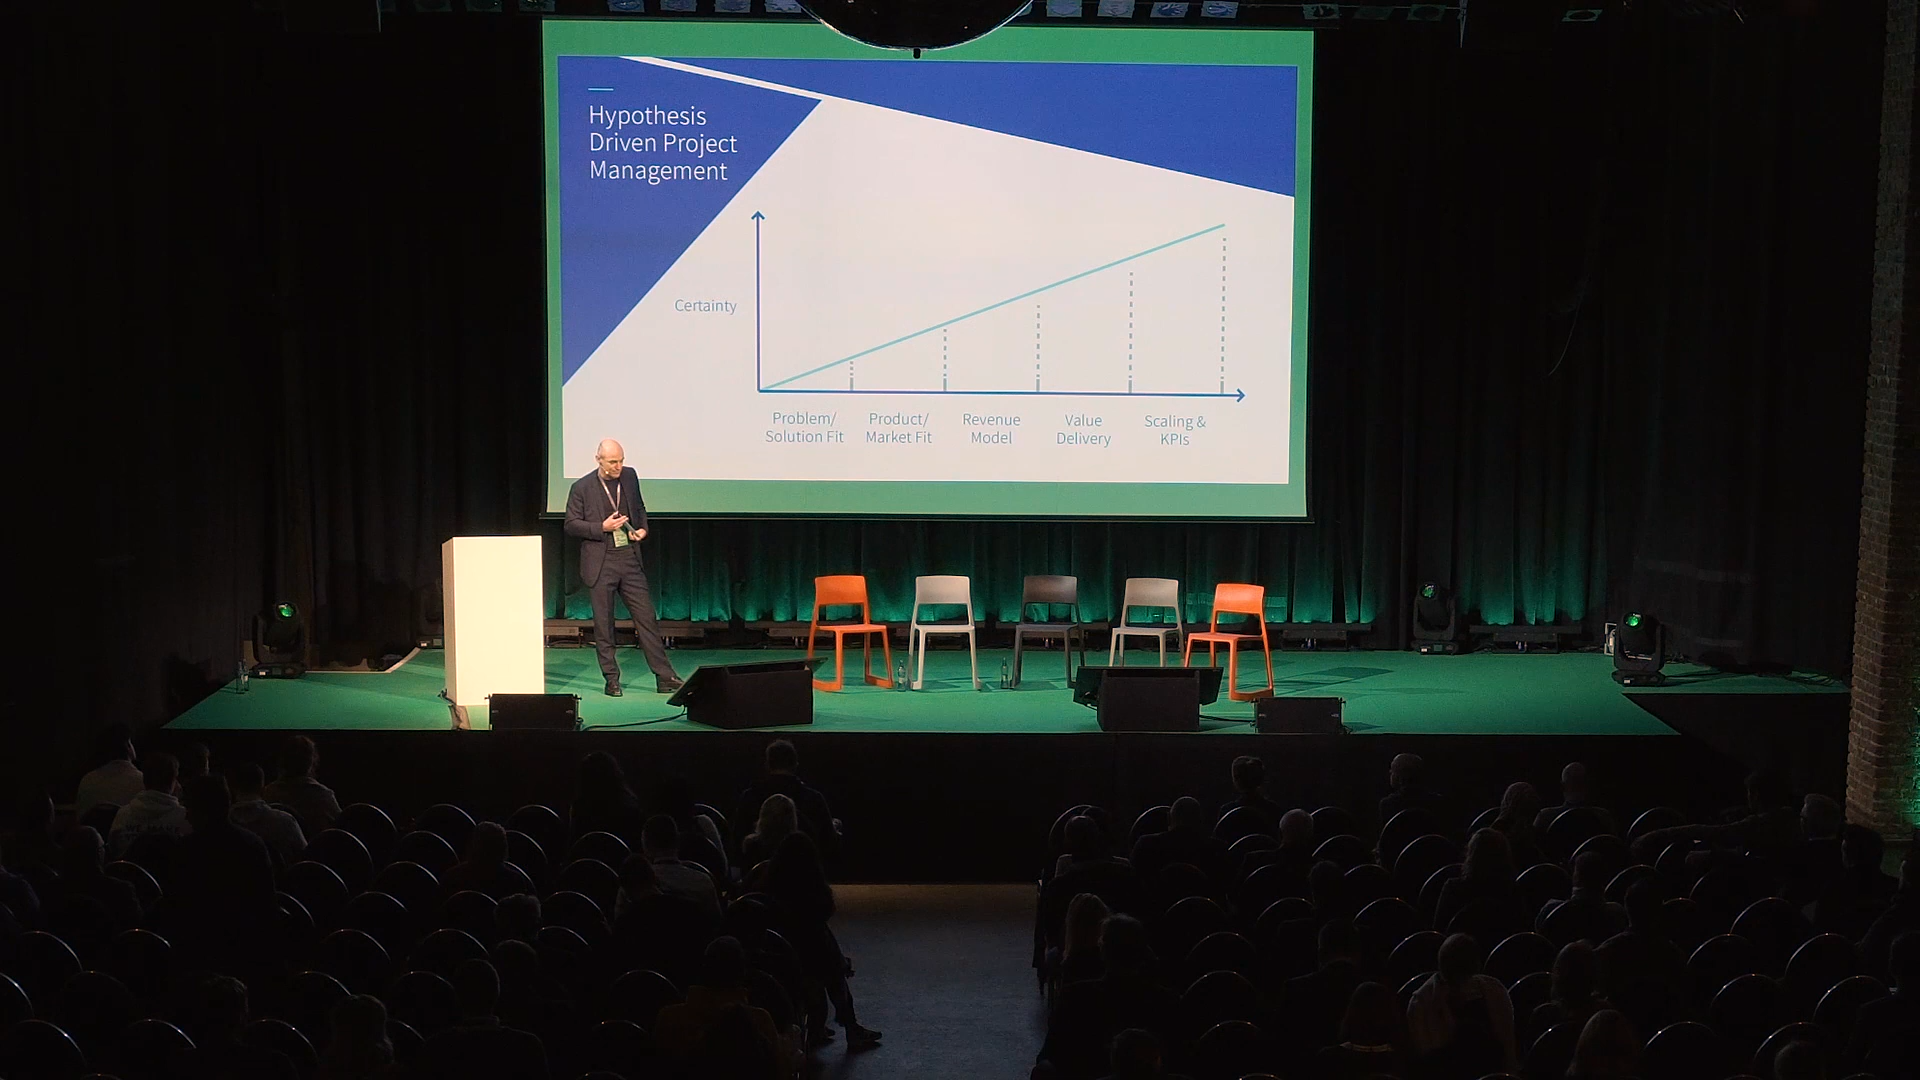 Hypothesis
Driven Project
Management
Certainty
Problem/
Solution Fit
Product/
Market Fit
Revenue
Model
Value
Delivery
Scaling &
KPIs